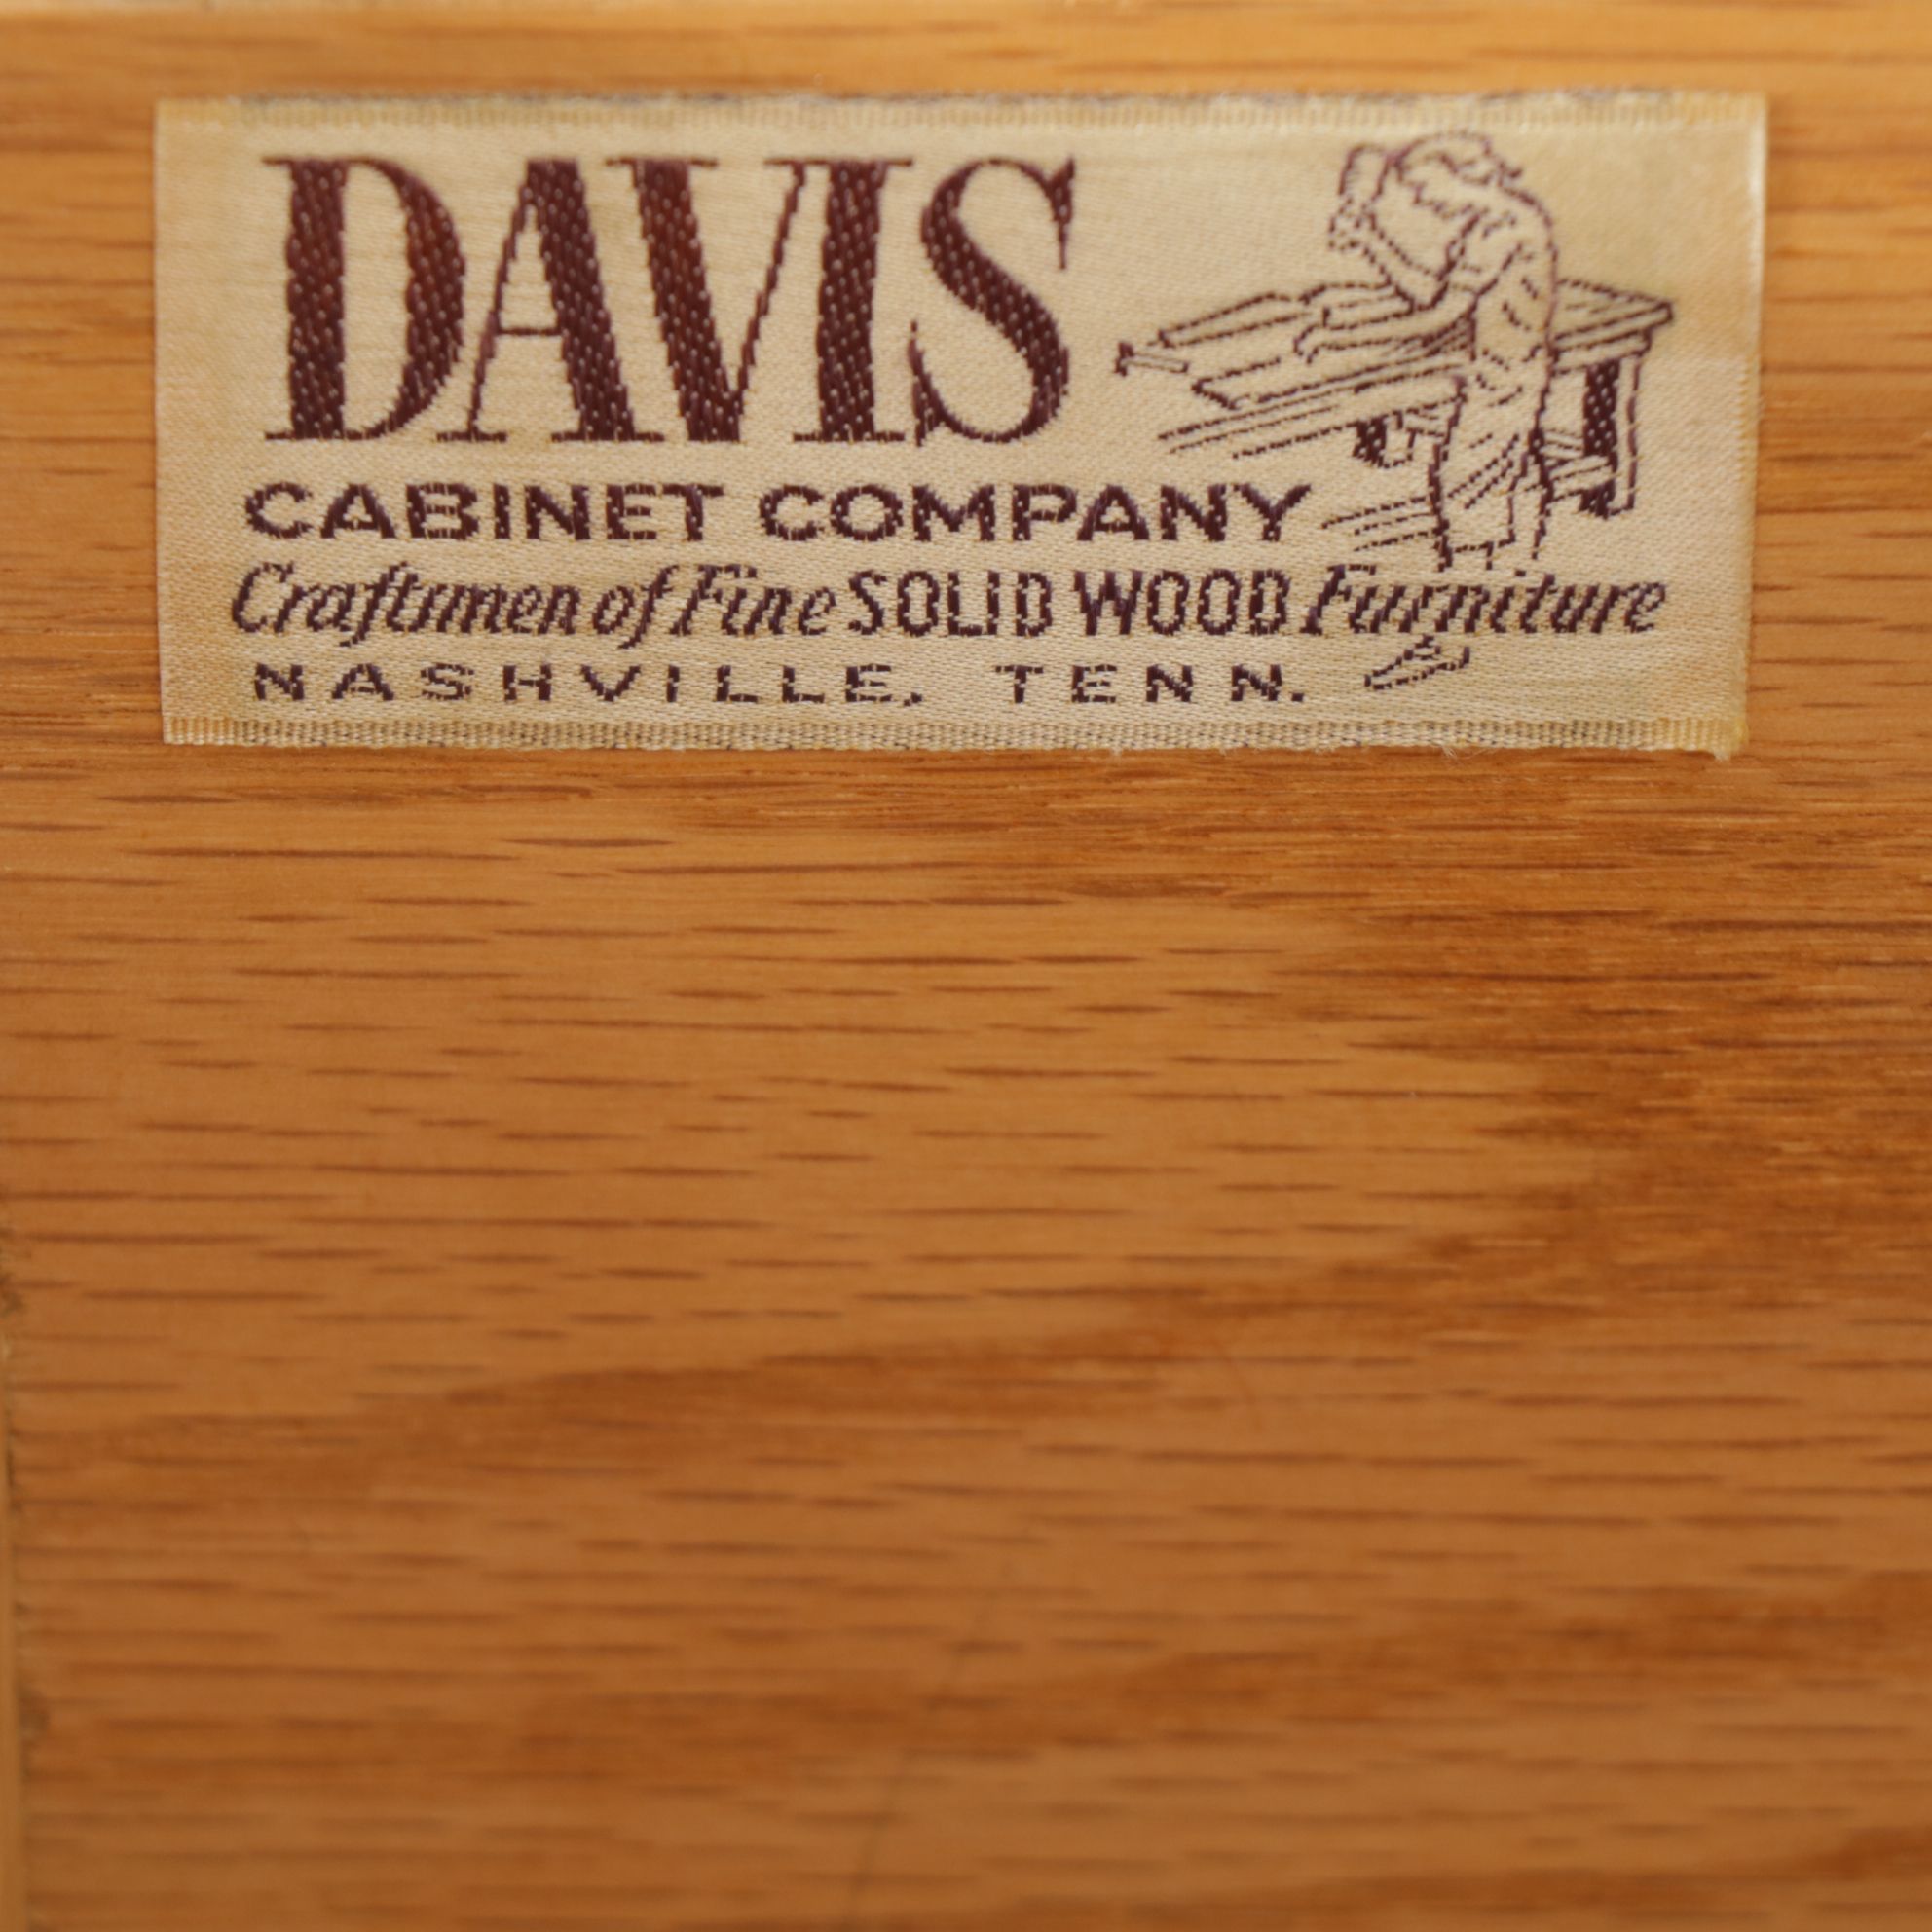 DAVIS
CABINET COMPANY
Craftsmen of Fine SOLID WOOD Furniture
NASHVILLE, TENN.